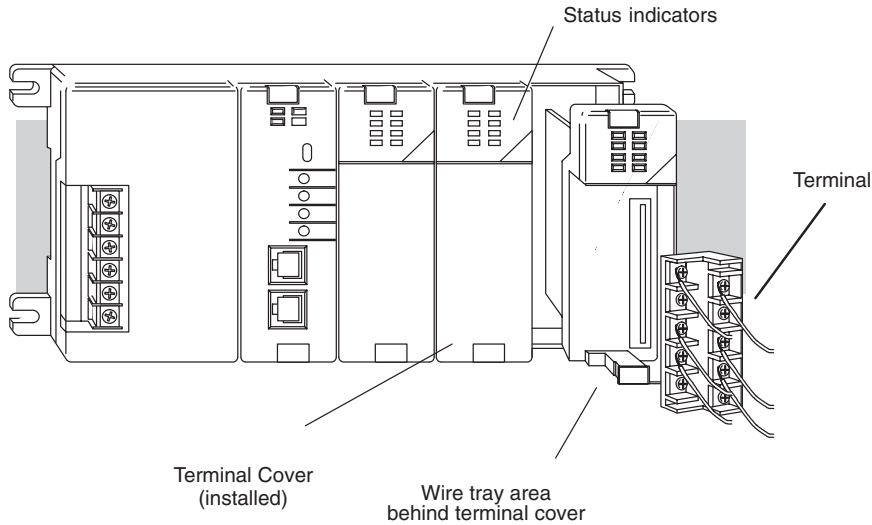 Status indicators
Terminal
Terminal Cover
(installed)
Wire tray area
behind terminal cover